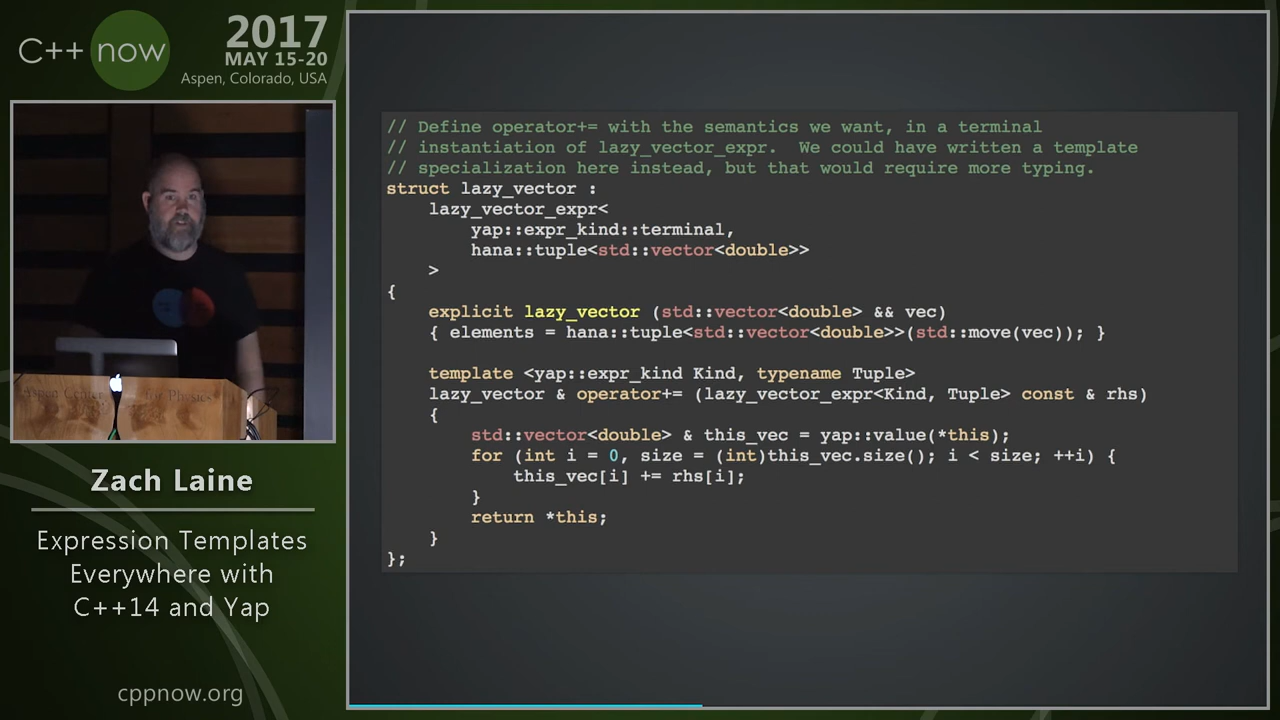 C++ now
2017
MAY 15-20
Aspen, Colorado, USA
Zach Laine
Expression Templates
Everywhere with
C++14 and Yap
cppnow.org
// Define operator+= with the semantics we want, in a terminal
// instantiation of lazy_vector_expr.  We could have written a template
// specialization here instead, but that would require more typing.
struct lazy_vector :
    lazy_vector_expr<
        yap::expr_kind::terminal,
        hana::tuple<std::vector<double>>
    >
{
    explicit lazy_vector (std::vector<double> && vec)
    { elements = hana::tuple<std::vector<double>>(std::move(vec)); }
    template <yap::expr_kind Kind, typename Tuple>
    lazy_vector & operator+= (lazy_vector_expr<Kind, Tuple> const & rhs)
    {
        std::vector<double> & this_vec = yap::value(*this);
        for (int i = 0, size = (int)this_vec.size(); i < size; ++i) {
            this_vec[i] += rhs[i];
        }
        return *this;
    }
};